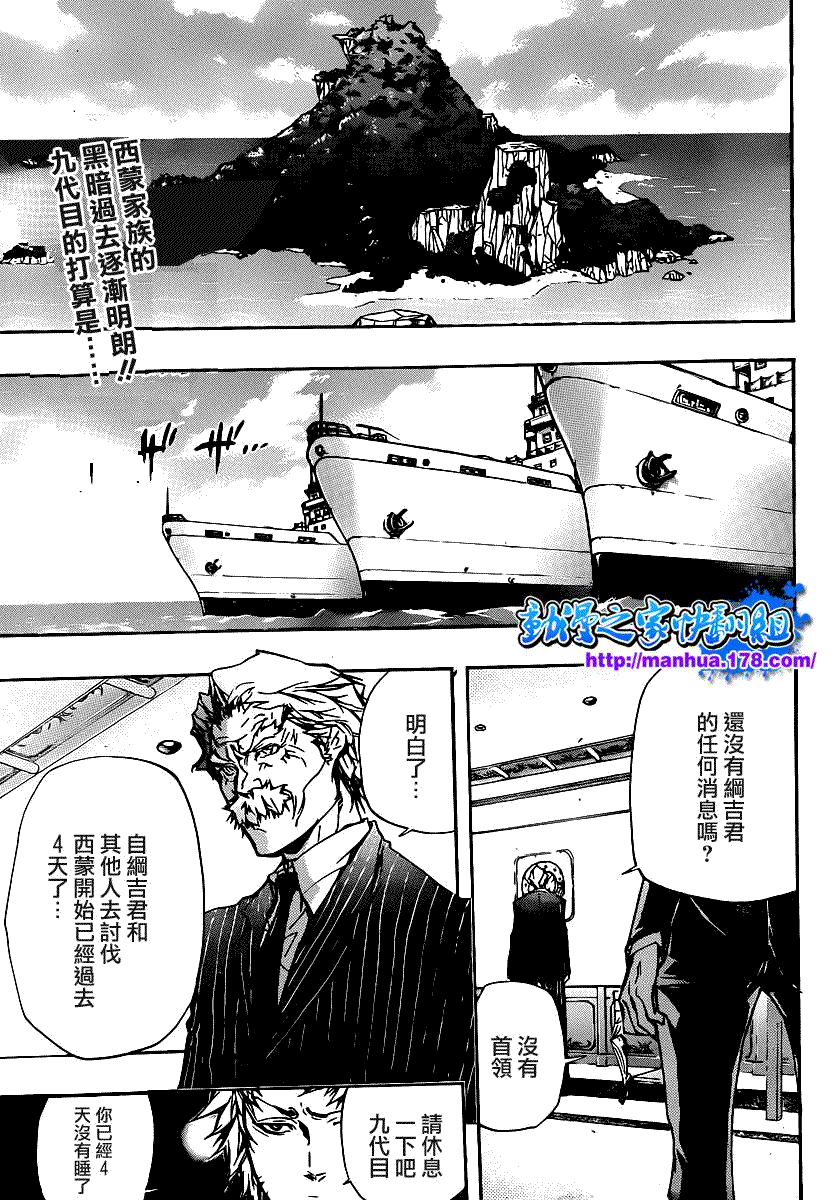 西蒙家族的
黑暗過去逐漸明朗!!
九代目的打算是……
動漫之家汉化组
http://manhua.178.com/
還沒有綱吉君
的任何消息嗎?
沒有
首領
明白了…
自綱吉君和
其他人去討伐
西蒙開始已經過去
4天了…
請休息
一下吧
九代目
你已經4
天沒有睡了